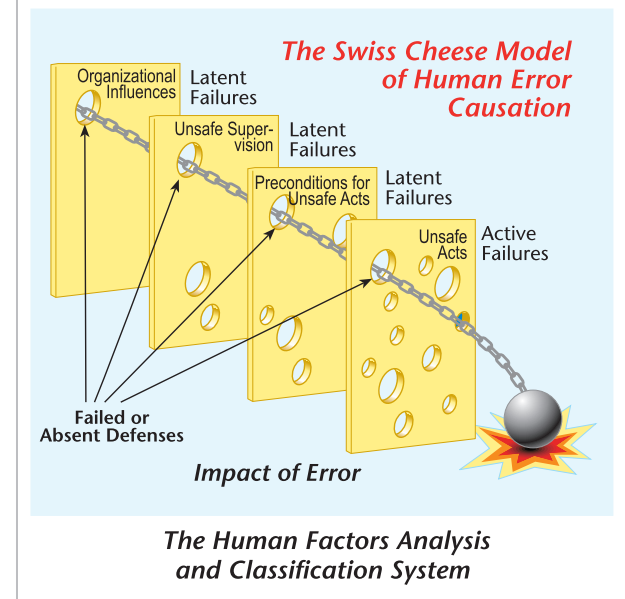 The Swiss Cheese Model
of Human Error
Causation
Organizational
Influences
Latent
Failures
Unsafe Super-
vision
Latent
Failures
Preconditions for
Unsafe Acts
Latent
Failures
Unsafe
Acts
Active
Failures
Failed or
Absent Defenses
Impact of Error
The Human Factors Analysis
and Classification System